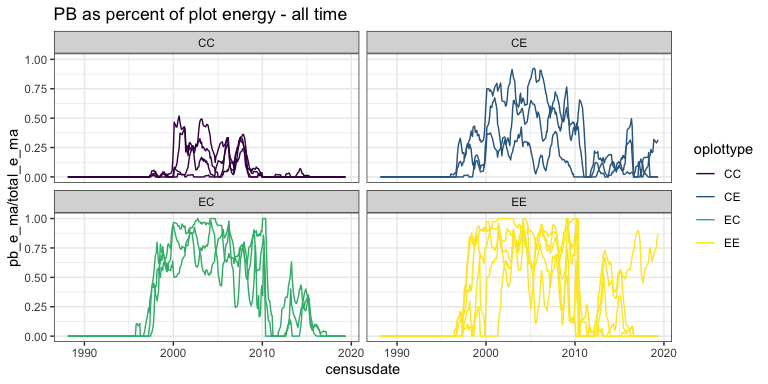 PB as percent of plot energy - all time
CC
CE
1.00
0.75
0.50
0.25
0.00
EC
EE
1.00
0.75
0.50
0.25
0.00
1990
2000
2010
2020
1990
2000
2010
2020
censusdate
pb_e_ma/total_e_ma
oplottype
CC
CE
EC
EE